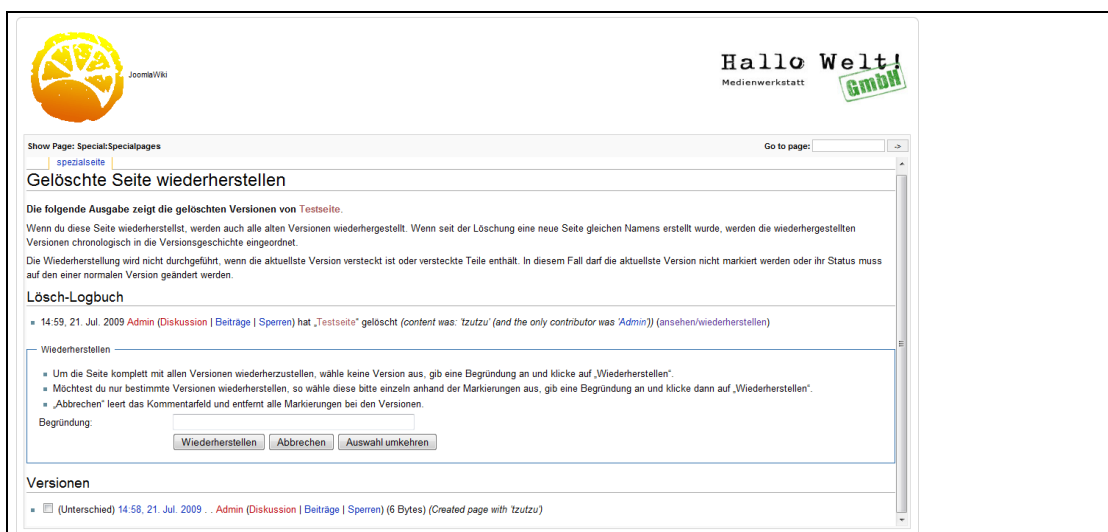 JoomlaWiki
Hallo Welt!
Medienwerkstatt
GmbH
Show Page: Special:Specialpages
Go to page:
->
spezialseite
Gelöschte Seite wiederherstellen
Die folgende Ausgabe zeigt die gelöschten Versionen von Testseite.
Wenn du diese Seite wiederherstellst, werden auch alle alten Versionen wiederhergestellt. Wenn seit der Löschung eine neue Seite gleichen Namens erstellt wurde, werden die wiederhergestellten
Versionen chronologisch in die Versionsgeschichte eingeordnet.
Die Wiederherstellung wird nicht durchgeführt, wenn die aktuellste Version versteckt ist oder versteckte Teile enthält. In diesem Fall darf die aktuellste Version nicht markiert werden oder ihr Status muss
auf den einer normalen Version geändert werden.
Lösch-Logbuch
14:59, 21. Jul. 2009 Admin (Diskussion | Beiträge | Sperren) hat „Testseite“ gelöscht (content was: 'tzutzu' (and the only contributor was 'Admin')) (ansehen/wiederherstellen)
Wiederherstellen
Um die Seite komplett mit allen Versionen wiederherzustellen, wähle keine Version aus, gib eine Begründung an und klicke auf „Wiederherstellen“.
Möchtest du nur bestimmte Versionen wiederherstellen, so wähle diese bitte einzeln anhand der Markierungen aus, gib eine Begründung an und klicke dann auf „Wiederherstellen“.
„Abbrechen“ leert das Kommentarfeld und entfernt alle Markierungen bei den Versionen.
Begründung:
Wiederherstellen Abbrechen Auswahl umkehren
Versionen
(Unterschied) 14:58, 21. Jul. 2009 . . Admin (Diskussion | Beiträge | Sperren) (6 Bytes) (Created page with 'tzutzu')